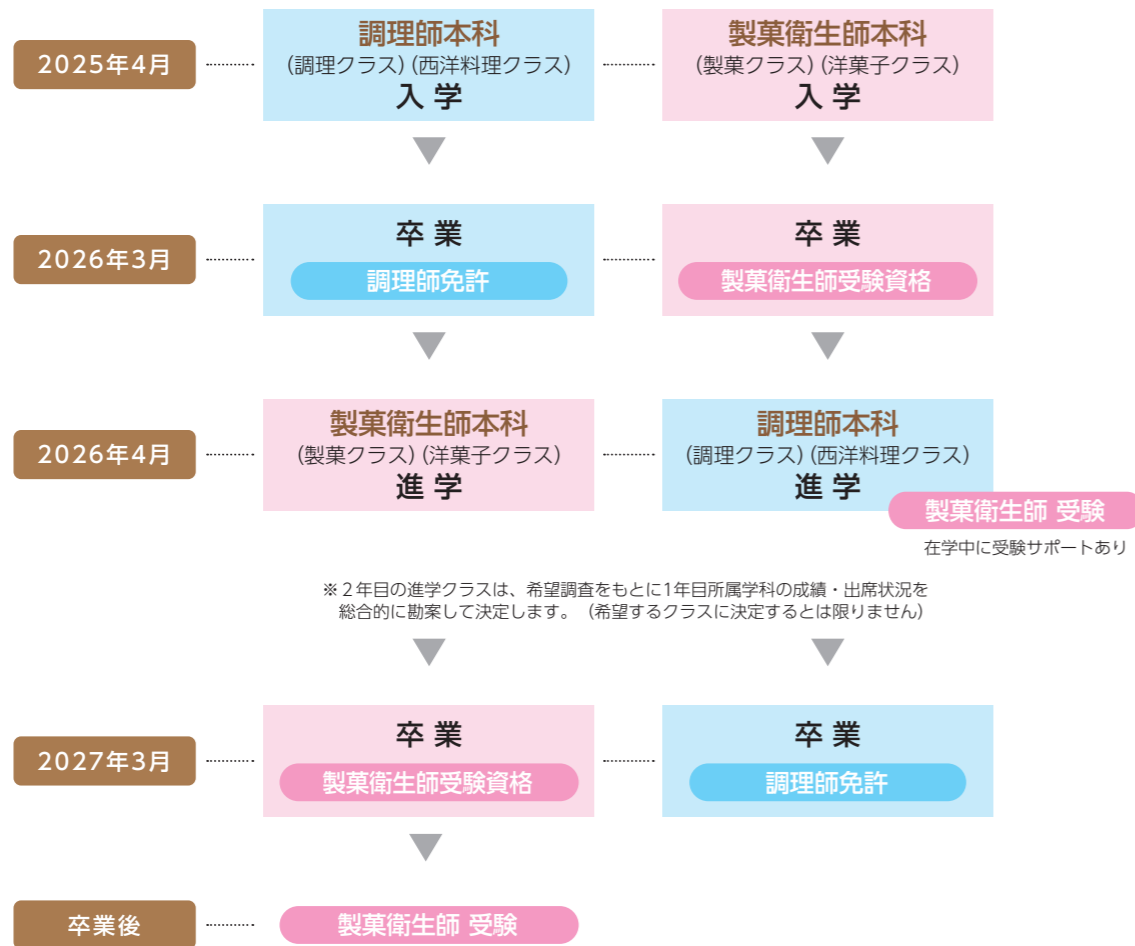 2025年4月
調理師本科
(調理クラス)(西洋料理クラス)
入学
製菓衛生師本科
(製菓クラス)(洋菓子クラス)
入学
2026年3月
卒業
調理師免許
卒業
製菓衛生師受験資格
2026年4月
製菓衛生師本科
(製菓クラス)(洋菓子クラス)
進学
調理師本科
(調理クラス)(西洋料理クラス)
進学
製菓衛生師 受験
在学中に受験サポートあり
※2年目の進学クラスは、希望調査をもとに1年目所属学科の成績・出席状況を
総合的に勘案して決定します。(希望するクラスに決定するとは限りません)
2027年3月
卒業
製菓衛生師受験資格
卒業
調理師免許
卒業後
製菓衛生師 受験